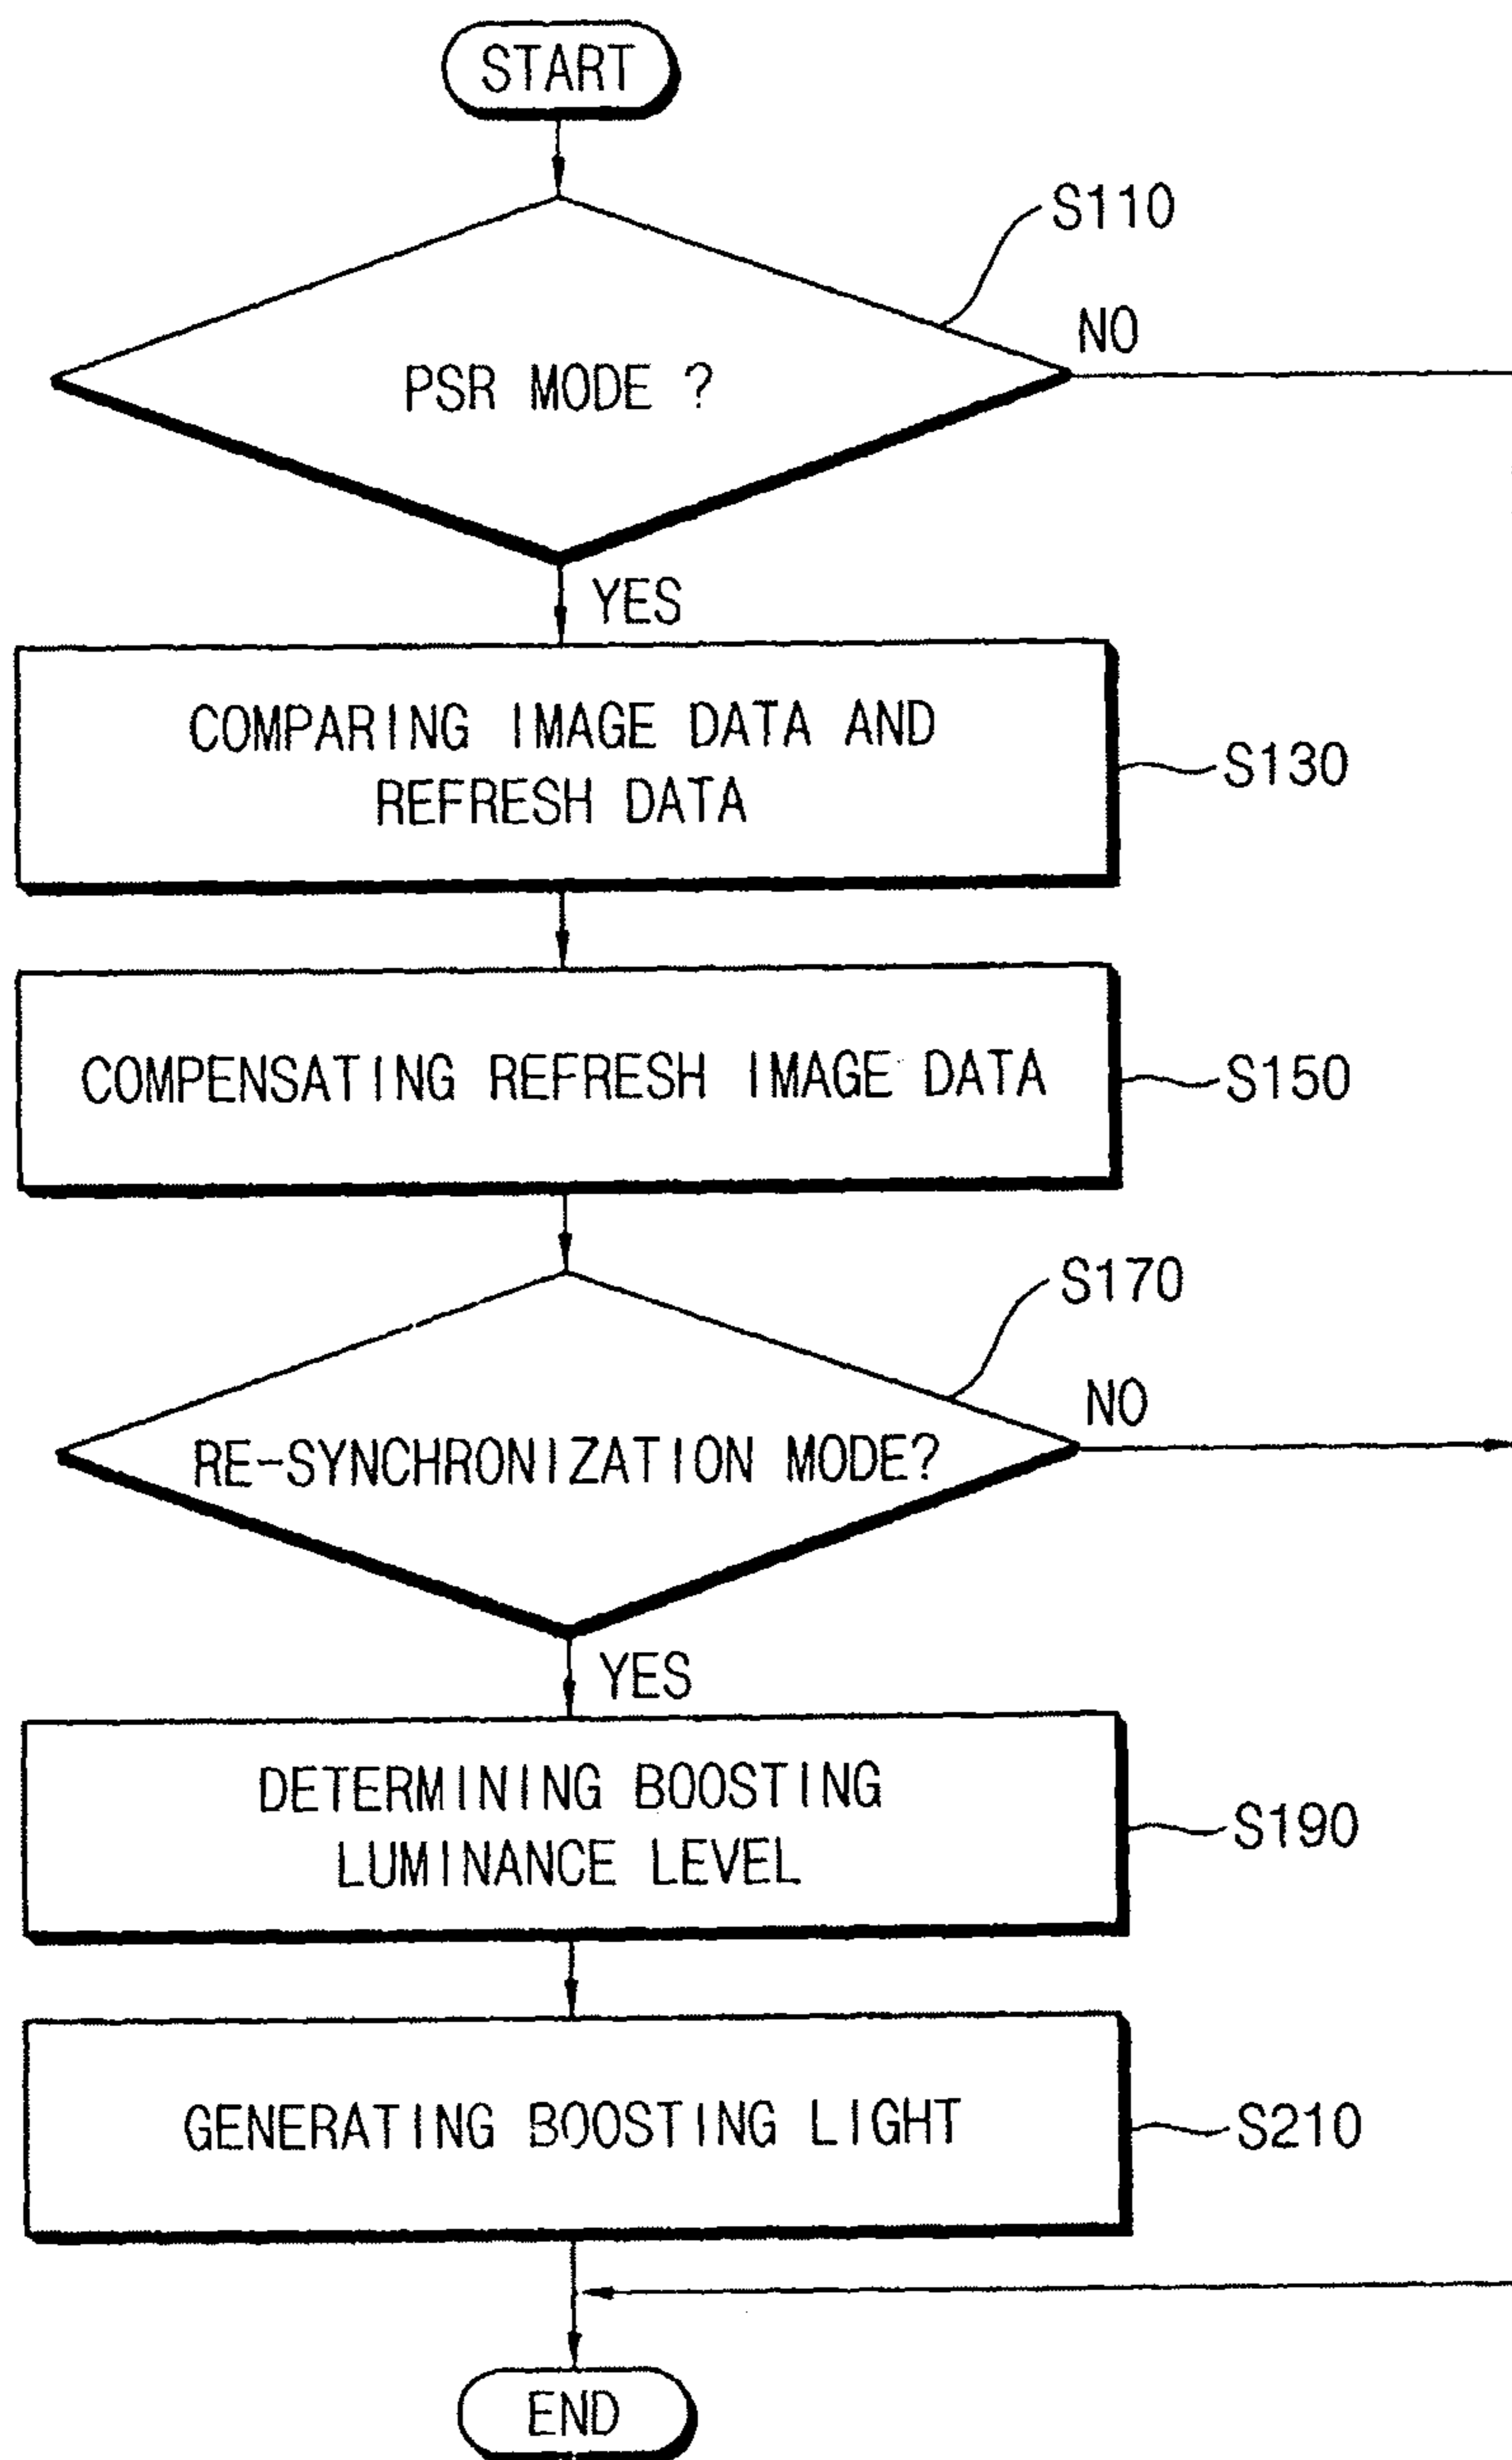 START
S110
NO
PSR MODE ?
YES
COMPARING IMAGE DATA AND
REFRESH DATA
S130
COMPENSATING REFRESH IMAGE DATA
S150
S170
NO
RE-SYNCHRONIZATION MODE?
YES
DETERMINING BOOSTING
LUMINANCE LEVEL
S190
GENERATING BOOSTING LIGHT
S210
END